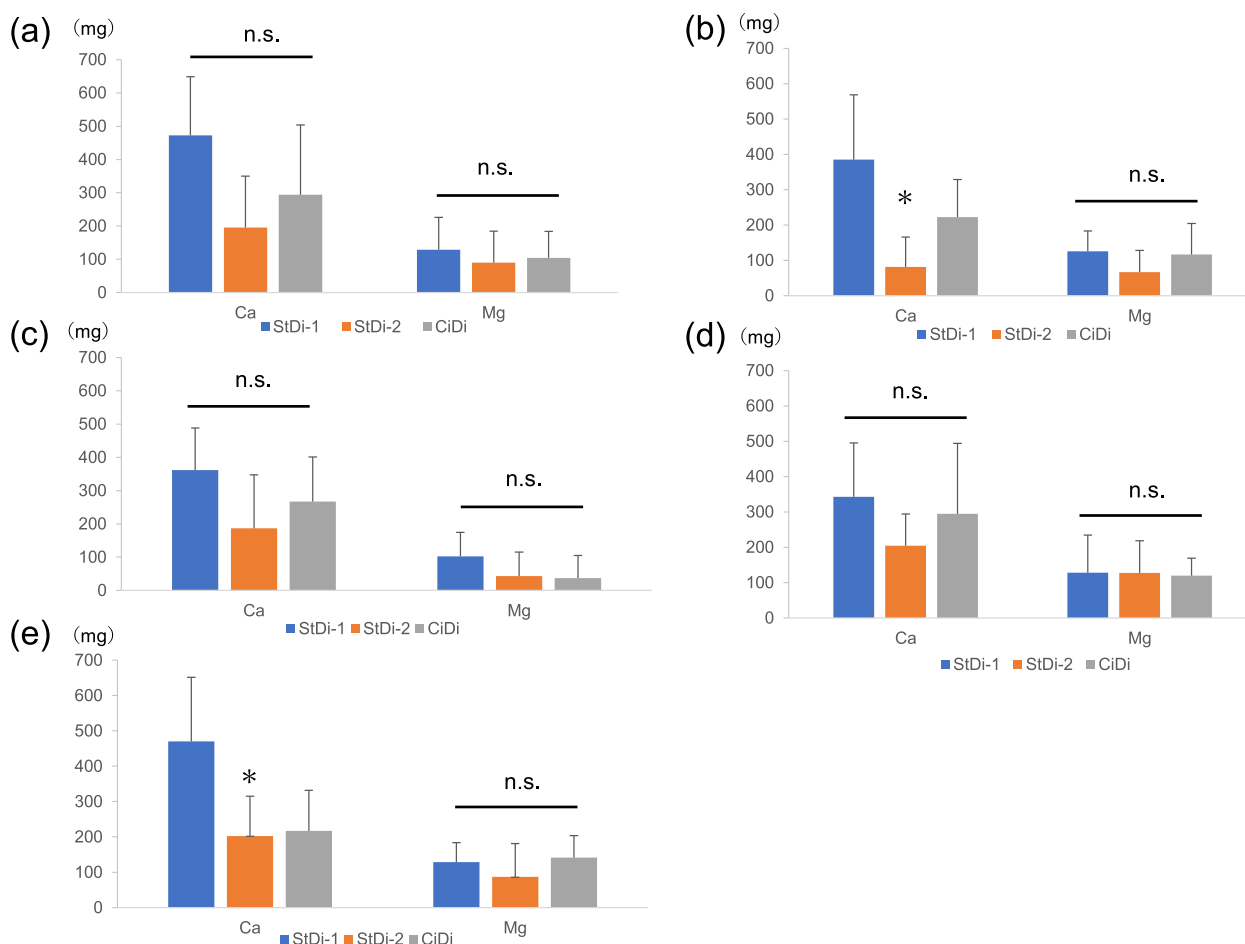 (a) (mg)
n.s.
700
600
500
400
300
200
100
0
n.s.
Ca Mg
StDi-1 StDi-2 CiDi
(b) (mg)
700
600
500
400
300
200
100
0
*
n.s.
Ca Mg
StDi-1 StDi-2 CiDi
(c) (mg)
700
600
500
400
300
200
100
0
n.s.
n.s.
Ca Mg
StDi-1 StDi-2 CiDi
(d) (mg)
700
600
500
400
300
200
100
0
n.s.
n.s.
Ca Mg
StDi-1 StDi-2 CiDi
(e) (mg)
700
600
500
400
300
200
100
0
*
n.s.
Ca Mg
StDi-1 StDi-2 CiDi